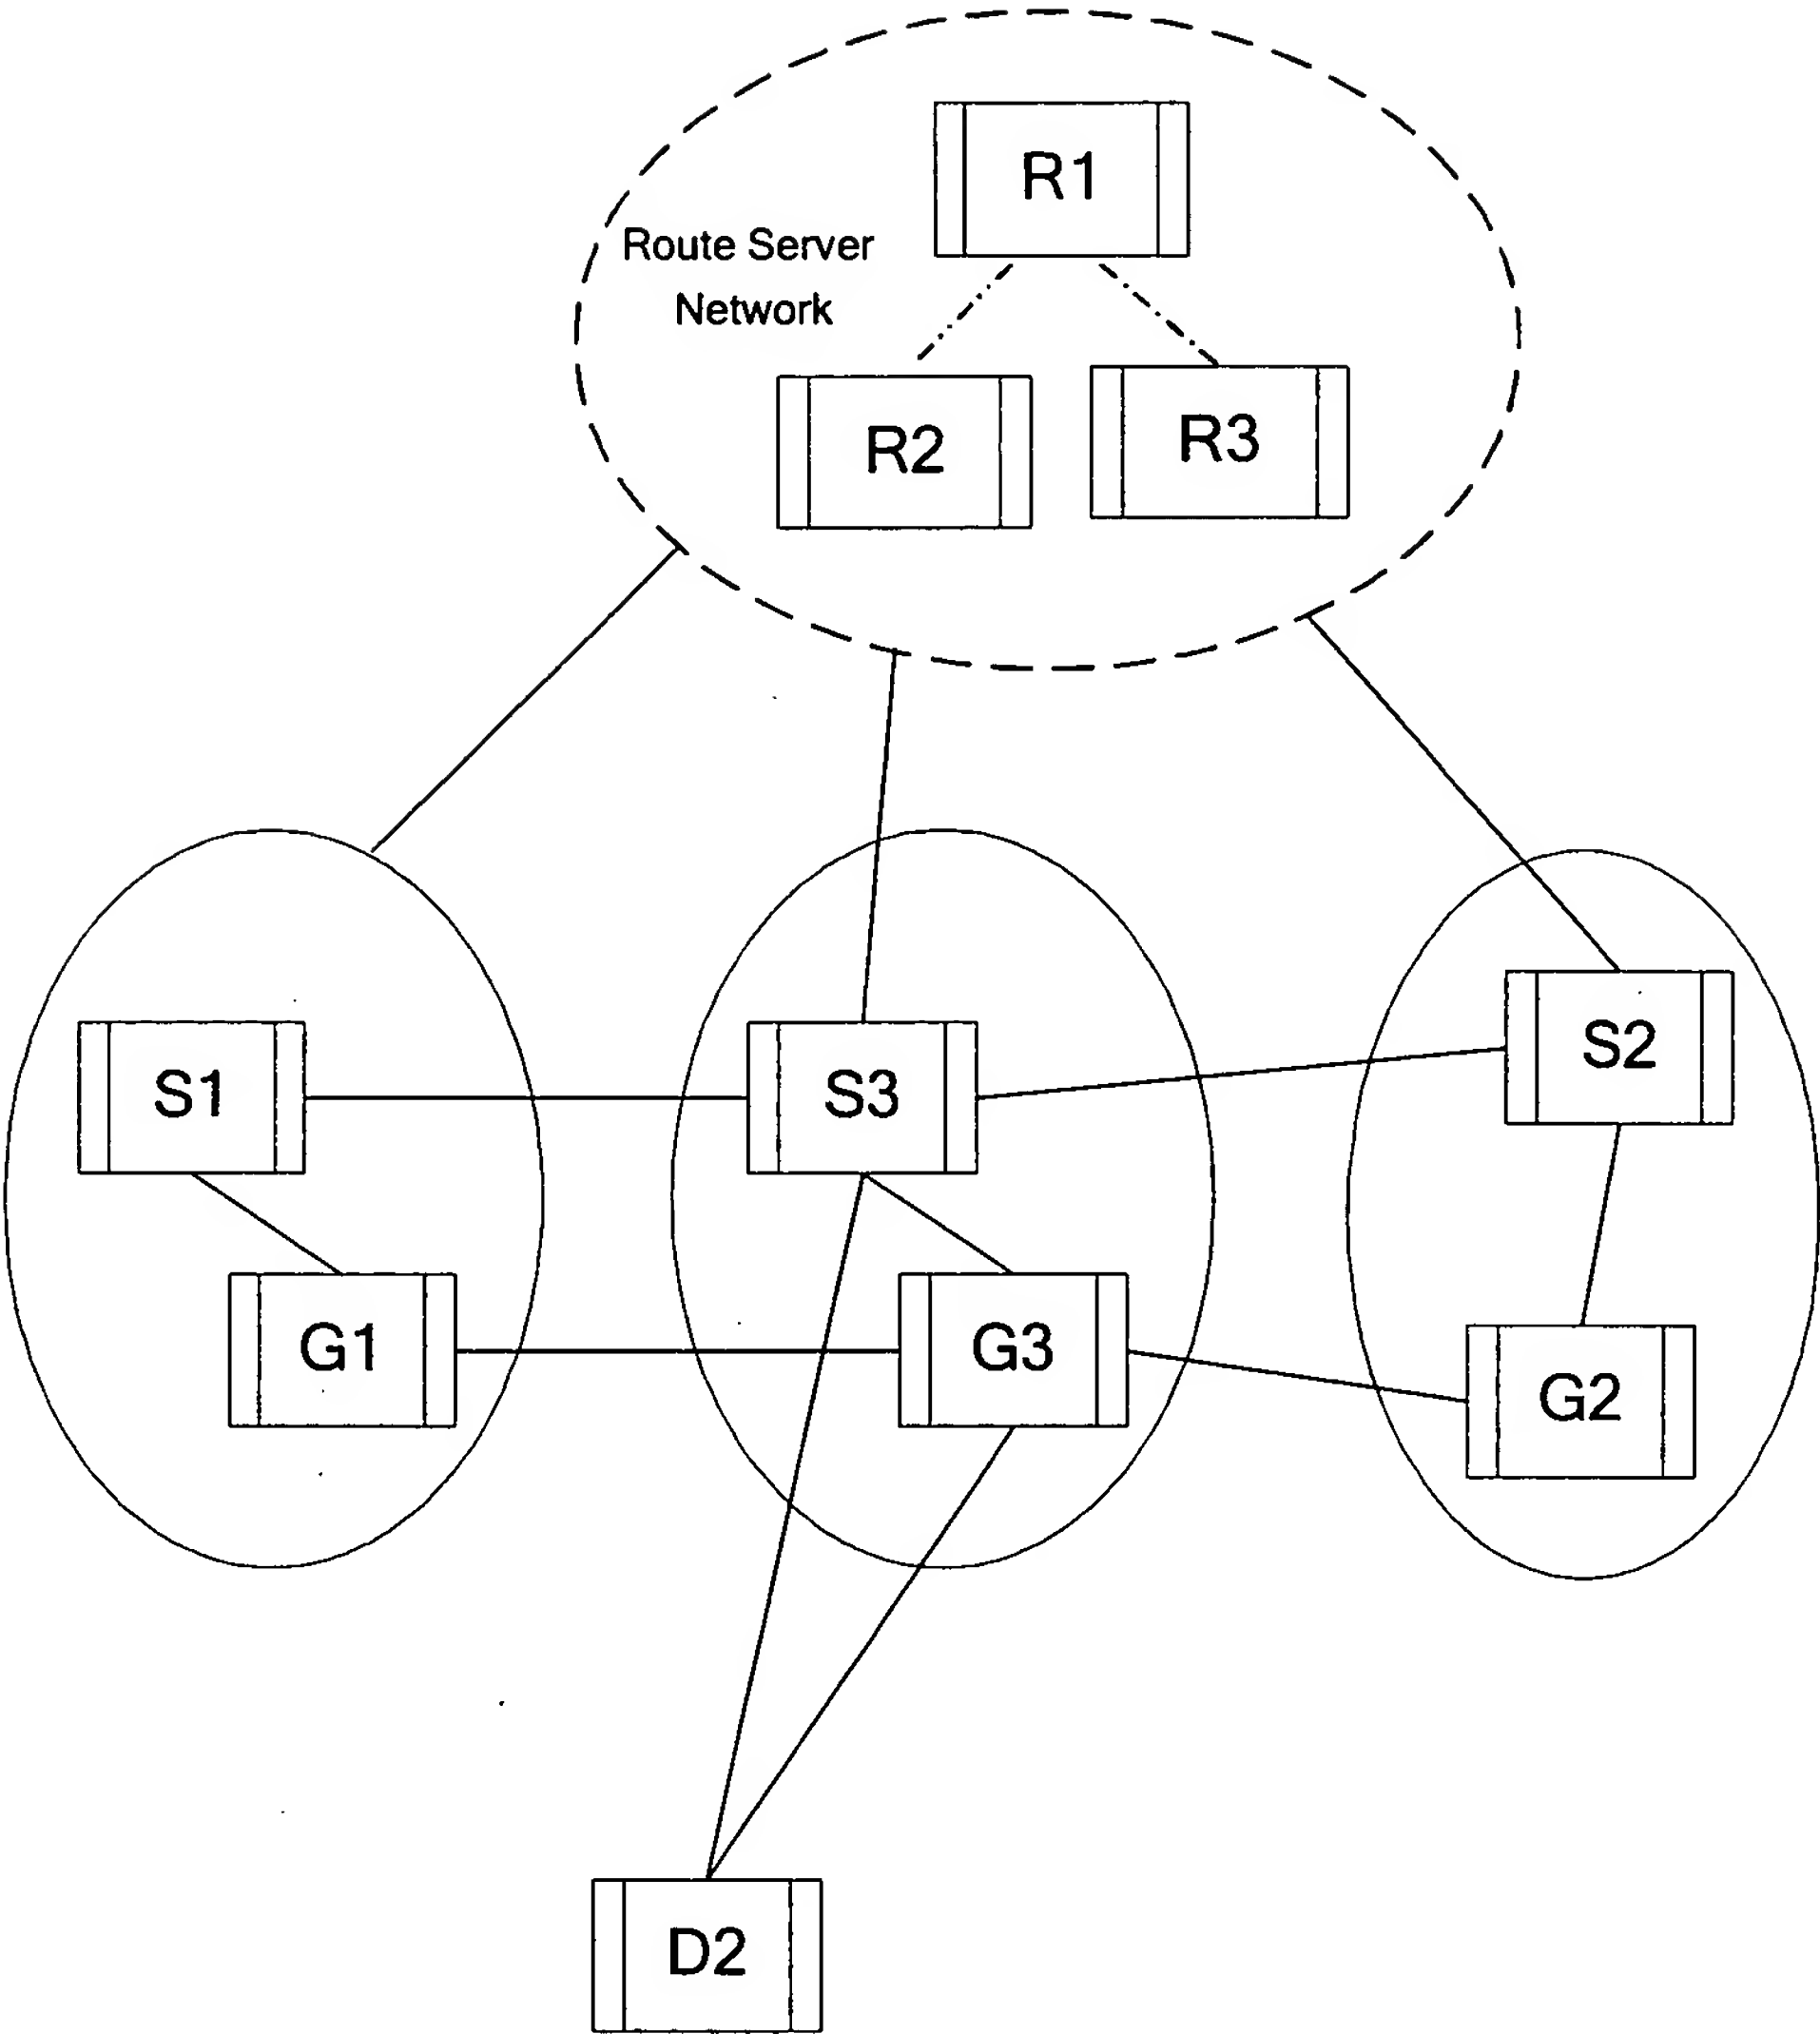 R1
Route Server
Network
R2
R3
S1
S3
S2
G1
G3
G2
D2